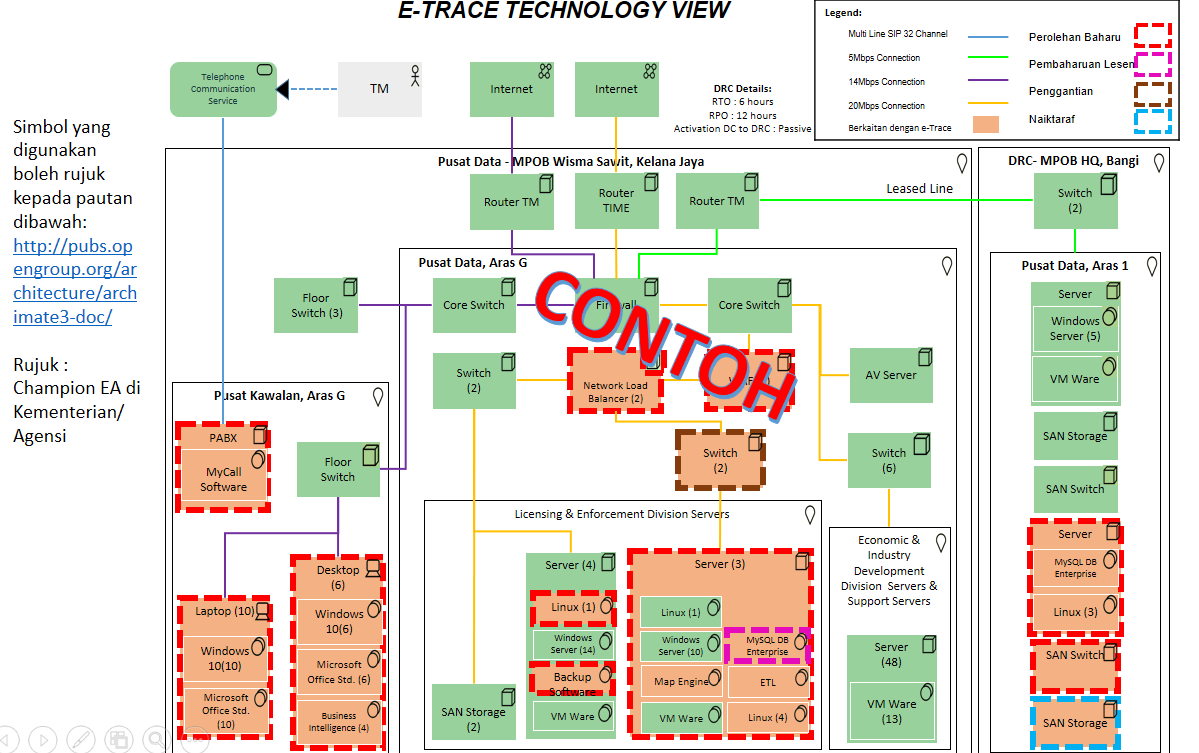 E-TRACE TECHNOLOGY VIEW
Legend:
Multi Line SIP 32 Channel
5Mbps Connection
14Mbps Connection
20Mbps Connection
Berkaitan dengan e-Trace
Perolehan Baharu
Pembaharuan Lesen
Penggantian
Naiktaraf
Telephone
Communication
Service
TM
Internet
Internet
DRC Details:
RTO : 6 hours
RPO : 12 hours
Activation DC to DRC : Passive
Simbol yang
digunakan
boleh rujuk
kepada pautan
dibawah:
http://pubs.op
engroup.org/ar
chitecture/arch
imate3-doc/
Rujuk :
Champion EA di
Kementerian/
Agensi
Pusat Data - MPOB Wisma Sawit, Kelana Jaya
Router TM
Router
TIME
Router TM
Leased Line
DRC- MPOB HQ, Bangi
Switch
(2)
Pusat Data, Aras G
Floor
Switch (3)
Core Switch
Firewall
Core Switch
CONTOH
Switch
(2)
Network Load
Balancer (2)
AV Server
Switch
(2)
Switch
(6)
Pusat Kawalan, Aras G
PABX
MyCall
Software
Floor
Switch
Laptop (10)
Windows
10(10)
Microsoft
Office Std.
(10)
Desktop
(6)
Windows
10(6)
Microsoft
Office Std. (6)
Business
Intelligence (4)
Licensing & Enforcement Division Servers
SAN Storage
(2)
Server (4)
Linux (1)
Windows
Server (14)
Backup
Software
VM Ware
Server (3)
Linux (1)
Windows
Server (10)
MySQL DB
Enterprise
Map Engine
ETL
VM Ware
Linux (4)
Economic &
Industry
Development
Division Servers &
Support Servers
Server
(48)
VM Ware
(13)
Pusat Data, Aras 1
Server
Windows
Server (5)
VM Ware
SAN Storage
SAN Switch
Server
MySQL DB
Enterprise
Linux (3)
SAN Switch
SAN Storage